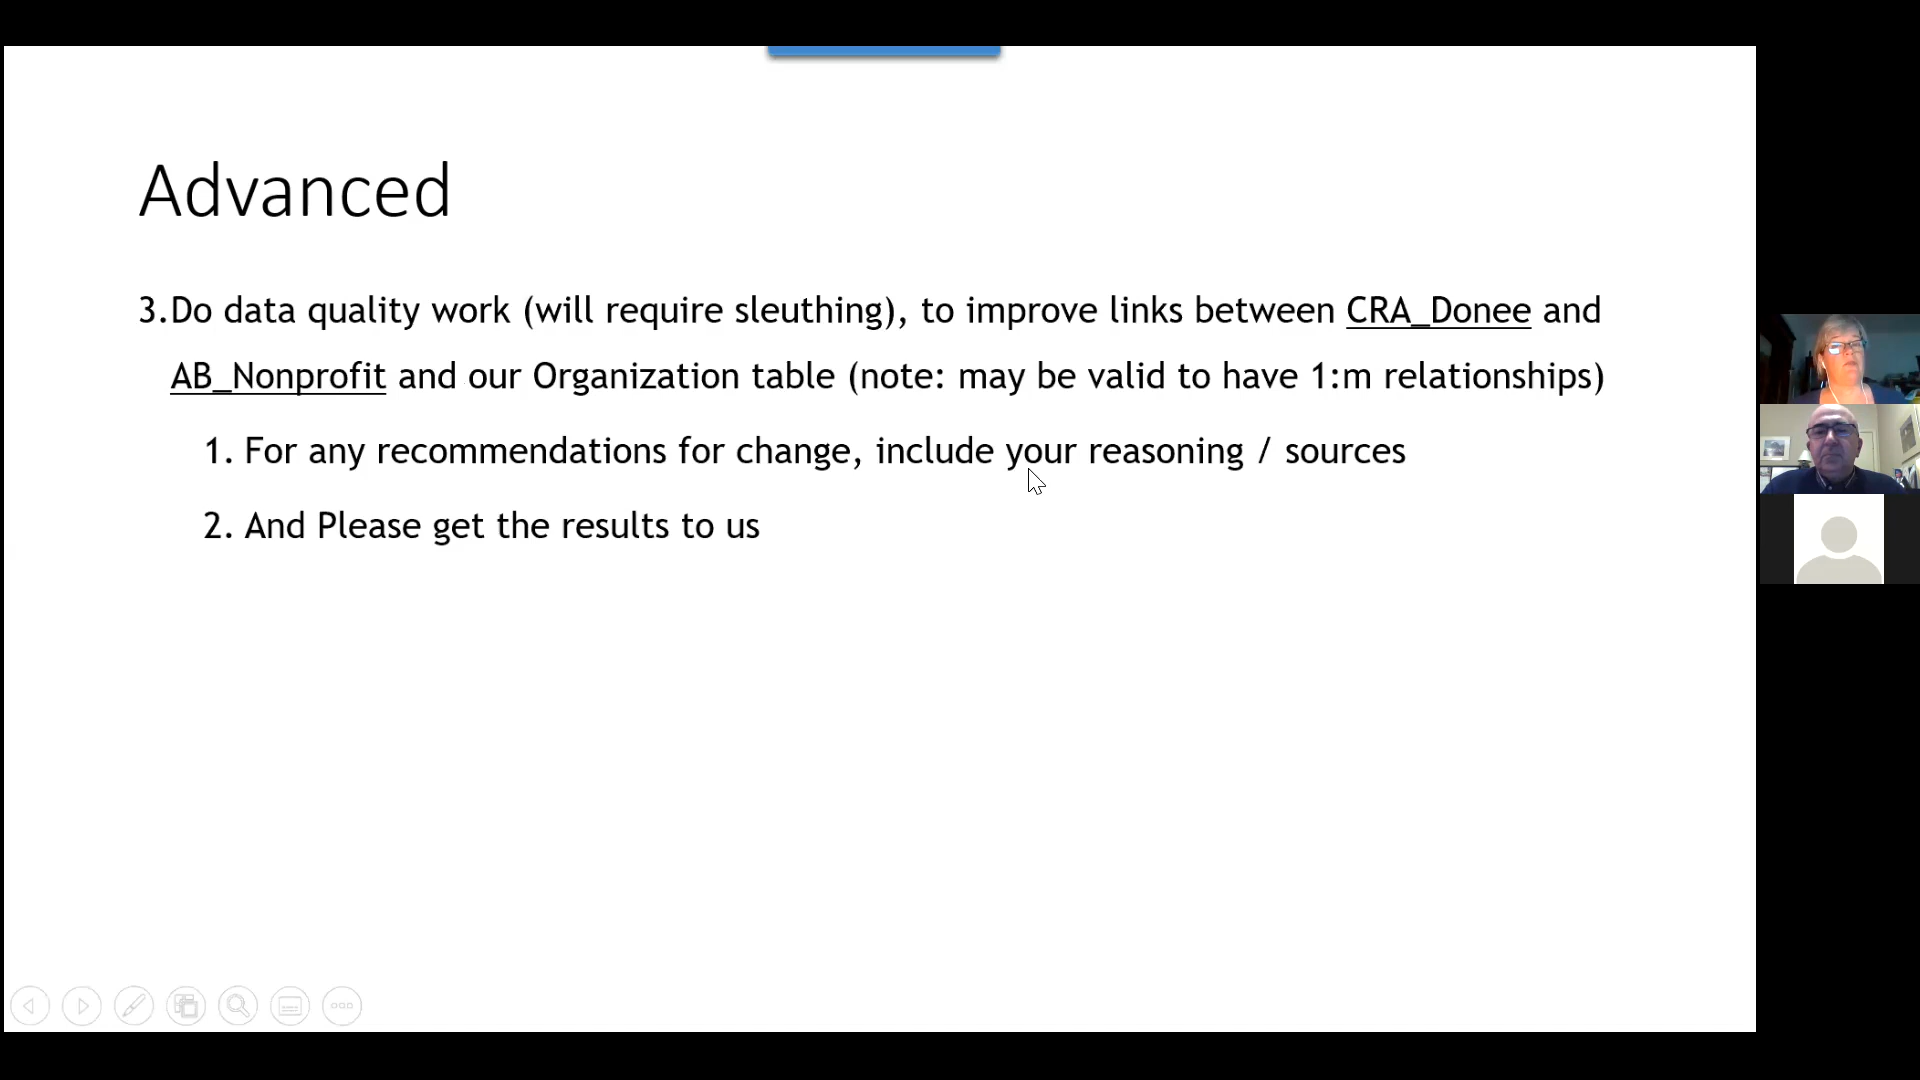 Advanced
3.Do data quality work (will require sleuthing), to improve links between CRA_Donee and
AB_Nonprofit and our Organization table (note: may be valid to have 1:m relationships)
1. For any recommendations for change, include your reasoning / sources
2. And Please get the results to us